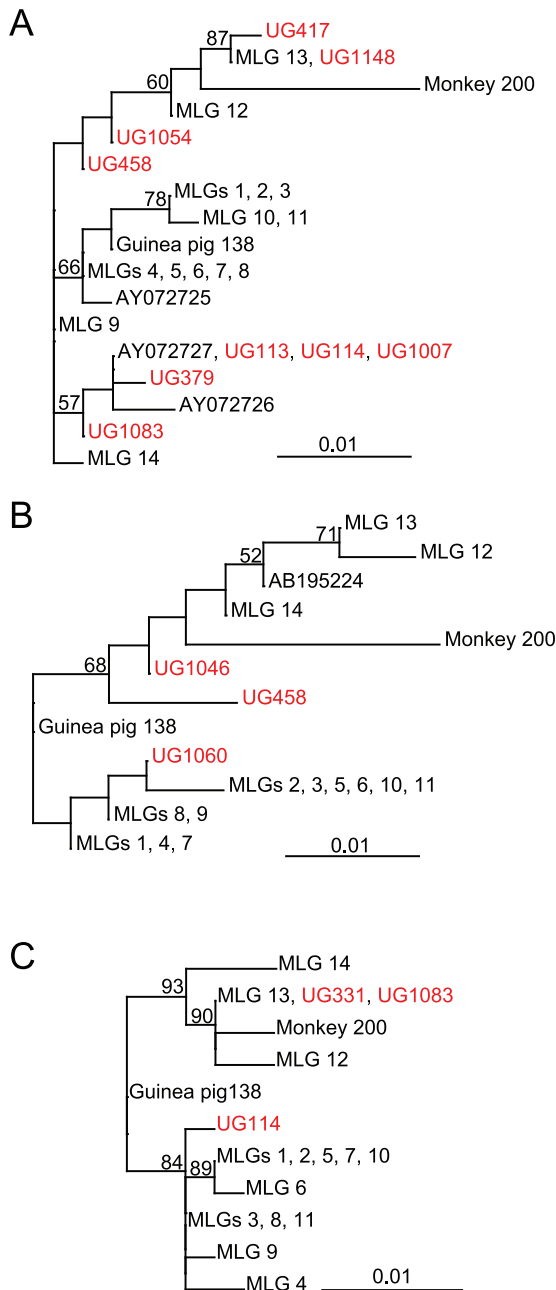 A
UG417
87
MLG 13, UG1148
Monkey 200
60
MLG 12
UG1054
UG458
MLGs 1, 2, 3
78
MLG 10, 11
Guinea pig 138
66
MLGs 4, 5, 6, 7, 8
AY072725
MLG 9
AY072727, UG113, UG114, UG1007
UG379
57
AY072726
UG1083
0.01
MLG 14
B
MLG 13
71
MLG 12
52
AB195224
MLG 14
Monkey 200
68
UG1046
UG458
Guinea pig 138
UG1060
MLGs 2, 3, 5, 6, 10, 11
MLGs 8, 9
MLGs 1, 4, 7
0.01
C
MLG 14
93
MLG 13, UG331, UG1083
90
Monkey 200
MLG 12
Guinea pig138
UG114
84
89
MLGs 1, 2, 5, 7, 10
MLG 6
MLGs 3, 8, 11
MLG 9
MLG 4
0.01